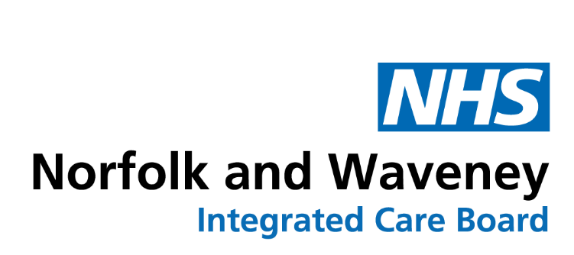 NHS
Norfolk and Waveney
Integrated Care Board